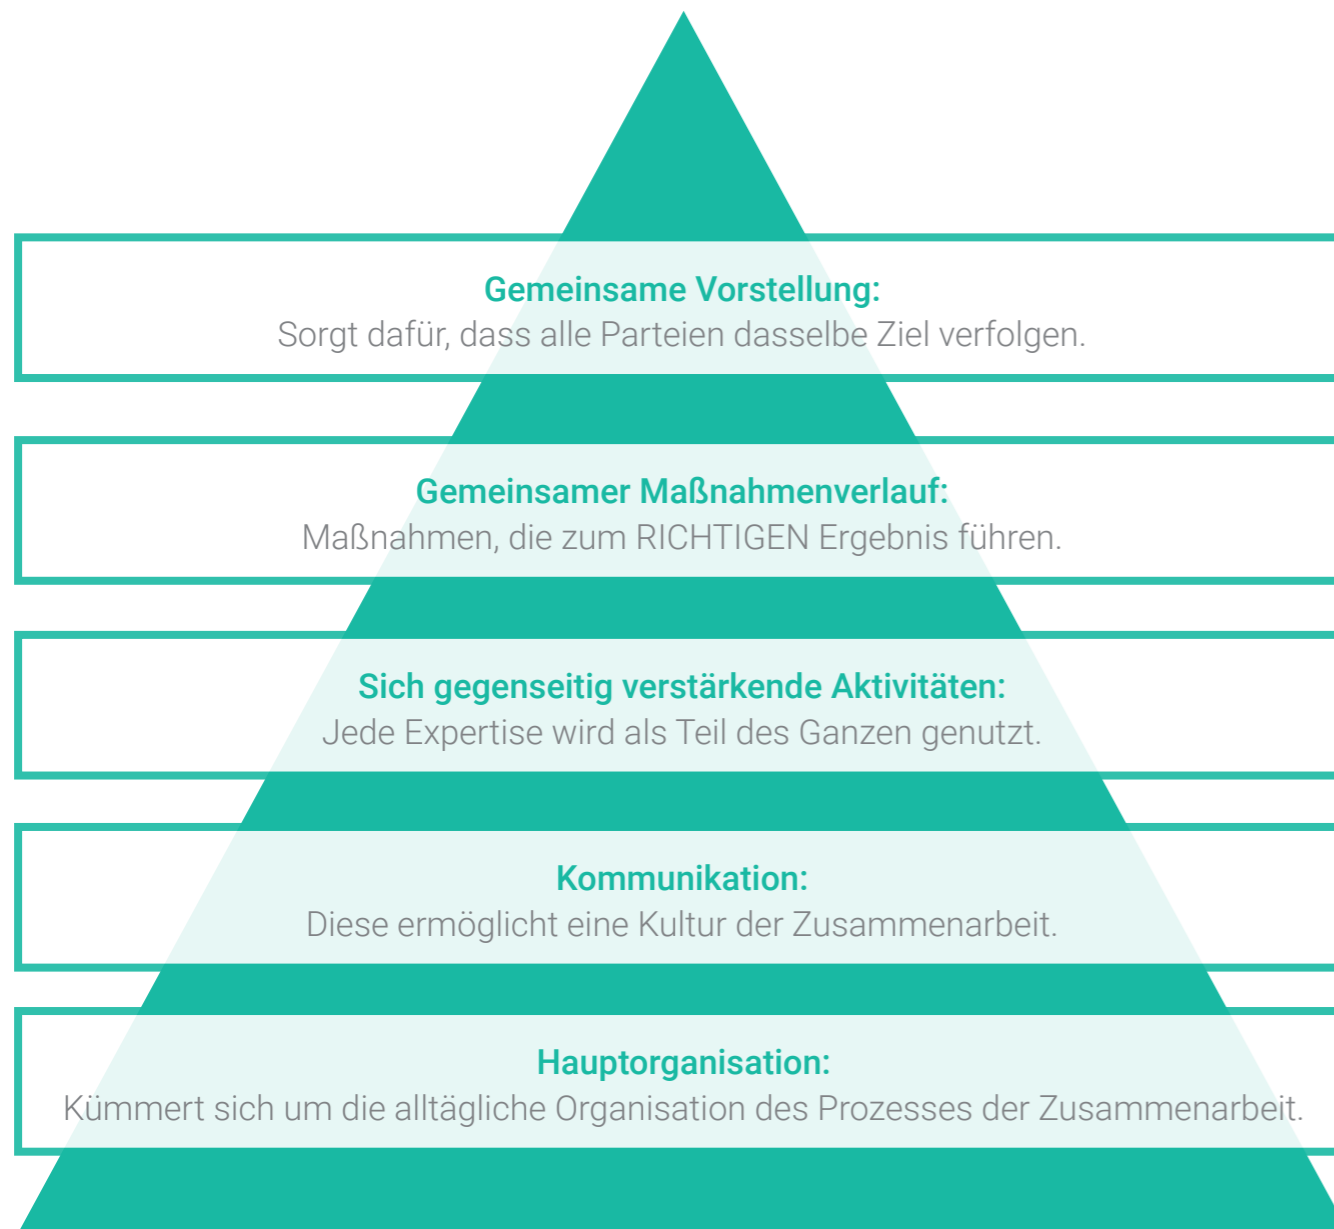 Gemeinsame Vorstellung:
Sorgt dafür, dass alle Parteien dasselbe Ziel verfolgen.
Gemeinsamer Maßnahmenverlauf:
Maßnahmen, die zum RICHTIGEN Ergebnis führen.
Sich gegenseitig verstärkende Aktivitäten:
Jede Expertise wird als Teil des Ganzen genutzt.
Kommunikation:
Diese ermöglicht eine Kultur der Zusammenarbeit.
Hauptorganisation:
Kümmert sich um die alltägliche Organisation des Prozesses der Zusammenarbeit.